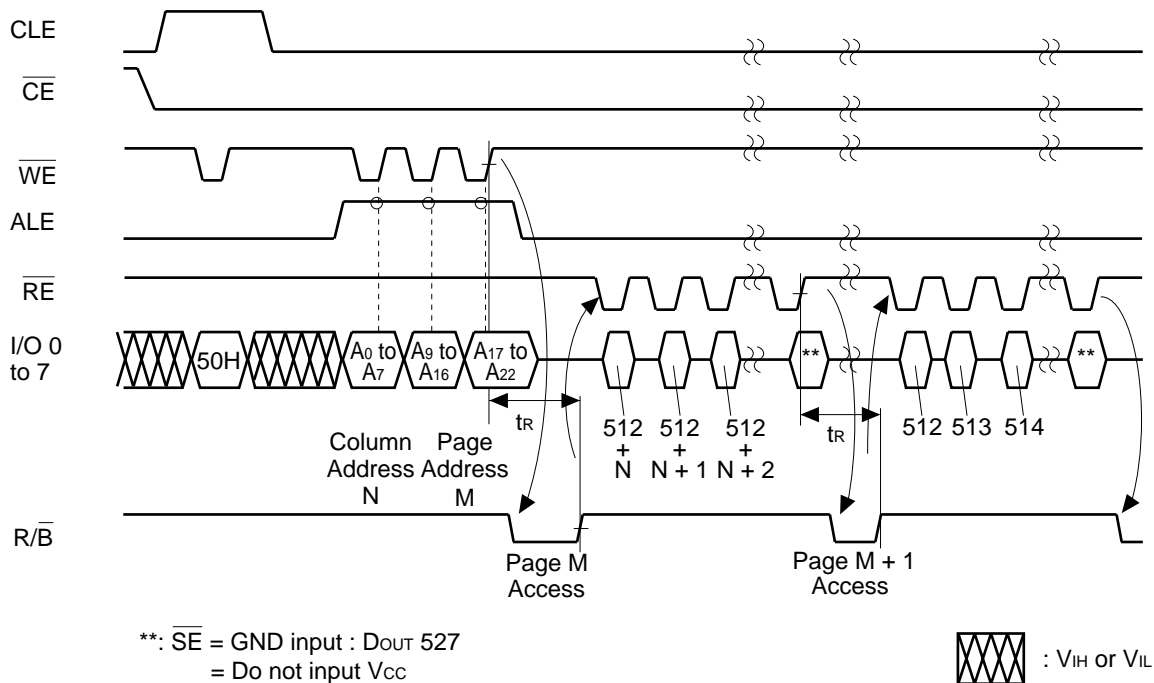 CLE
CE
WE
ALE
RE
I/O 0
to 7
50H
A0 to
A7
A9 to
A16
A17 to
A22
**
**
tR
tR
512
+
N
512
+
N + 1
512
+
N + 2
512
513
514
Column
Address
N
Page
Address
M
R/B
Page M
Access
Page M + 1
Access
**: SE = GND input : DOUT 527
= Do not input VCC
: VIH or VIL